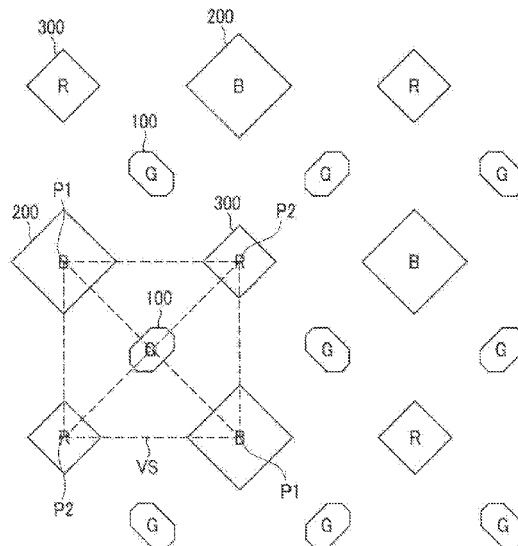 300 200
R B R
100
G G G
P1
200 300 P2
B R B
100
G G G
R B R
VS
P2 P1
G G G